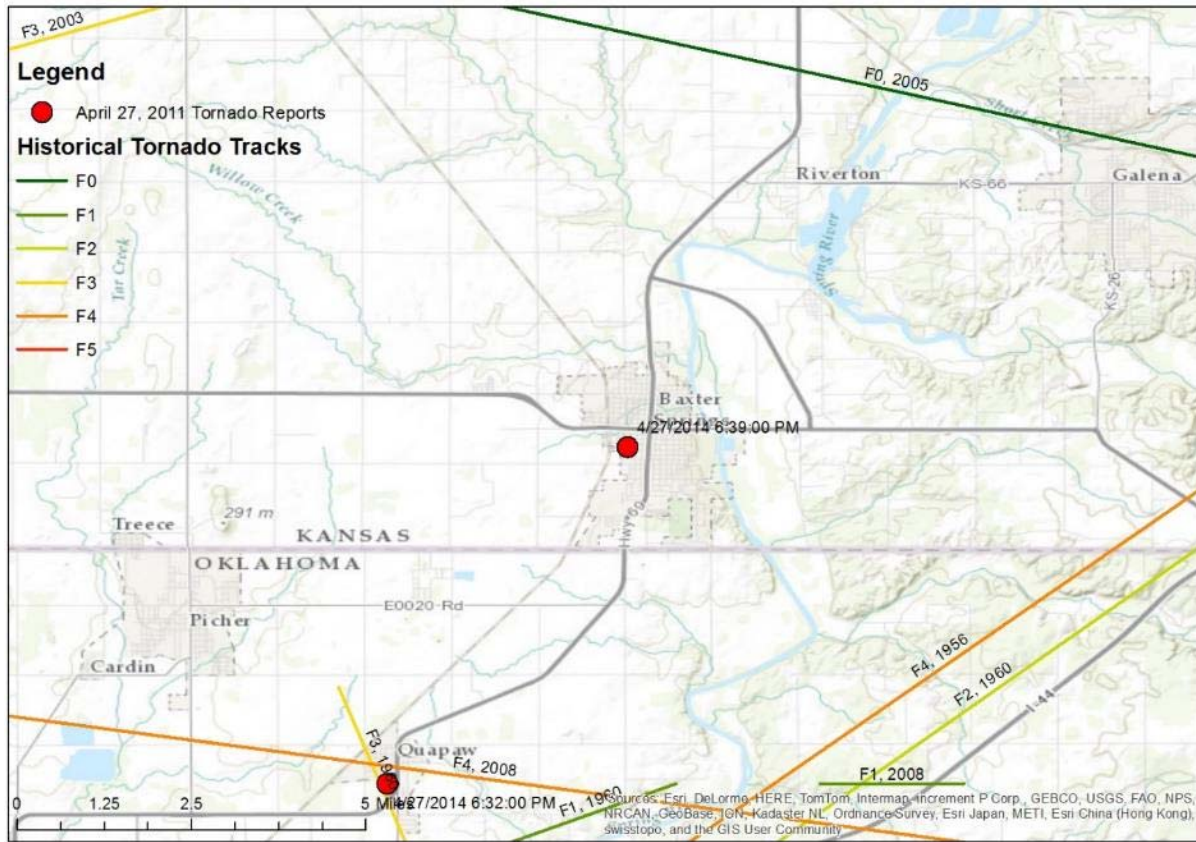 F3, 2003
Legend
April 27, 2011 Tornado Reports
Historical Tornado Tracks
F0
F1
F2
F3
F4
F5
F0, 2005
Willow Creek
Tar Creek
Riverton
KS-66
Galena
Spring River
KS-26
Baxter
Springs
4/27/2014 6:39:00 PM
Hwy 69
291 m
Treece
KANSAS
OKLAHOMA
E0020 Rd
Picher
Cardin
F4, 1956
F2, 1960
I-44
Quapaw
F4, 2008
F1, 2008
F1, 1960
0 1.25 2.5 5 Miles
4/27/2014 6:32:00 PM
Sources: Esri, DeLorme, HERE, TomTom, Intermap, increment P Corp., GEBCO, USGS, FAO, NPS,
NRCAN, GeoBase, IGN, Kadaster NL, Ordnance Survey, Esri Japan, METI, Esri China (Hong Kong),
swisstopo, and the GIS User Community